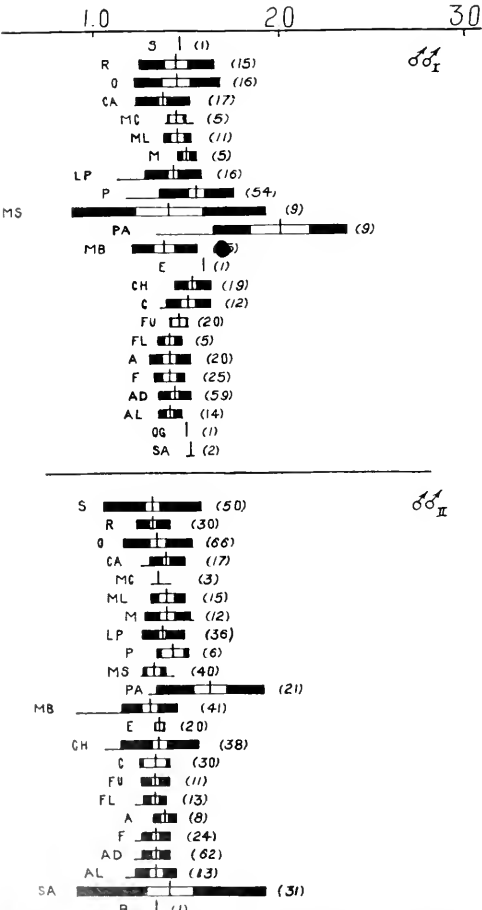 1.0 2.0 3.0
♂♂I
S (1)
R (15)
O (16)
CA (17)
MC (5)
ML (11)
M (5)
LP (16)
P (54)
MS (9)
PA (9)
MB
E (1)
CH (19)
C (12)
FU (20)
FL (5)
A (20)
F (25)
AD (59)
AL (14)
OG (1)
SA (2)
♂♂II
S (50)
R (30)
O (66)
CA (17)
MC (3)
ML (15)
M (12)
LP (36)
P (6)
MS (40)
PA (21)
MB (41)
E (20)
CH (38)
C (30)
FU (11)
FL (13)
A (8)
F (24)
AD (62)
AL (13)
SA (31)